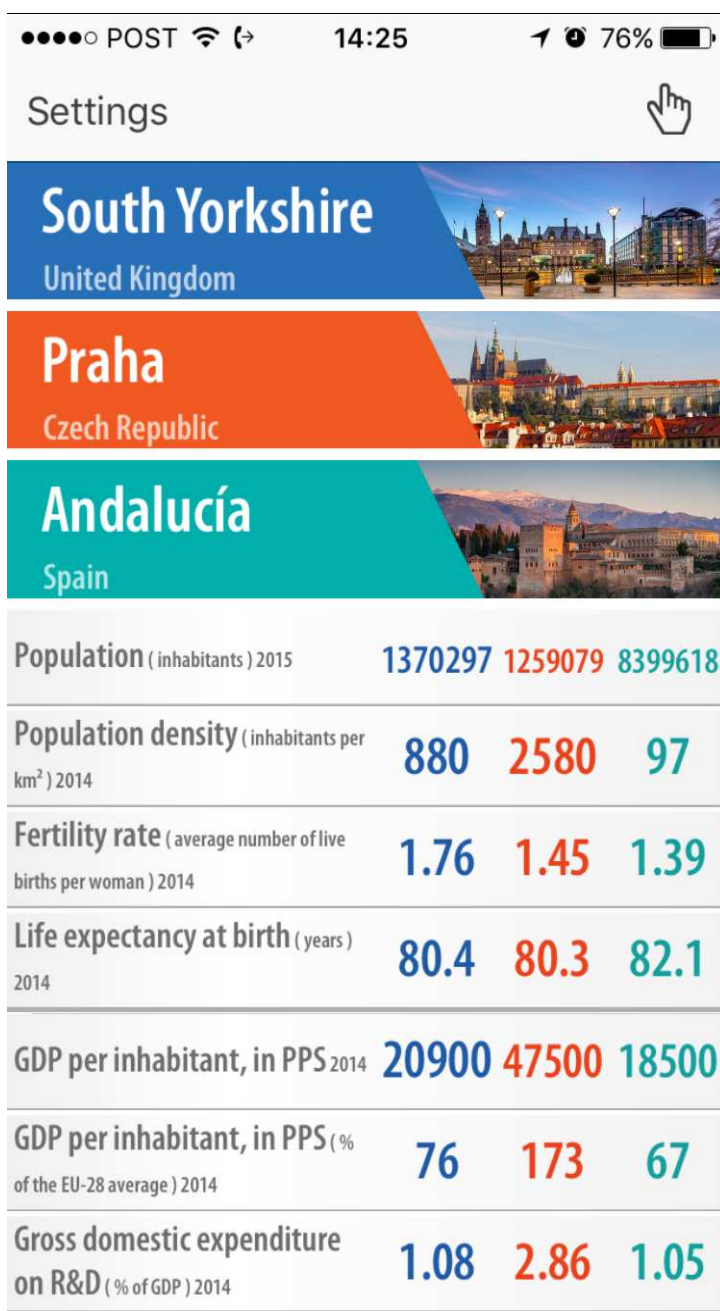 ●●●●○ POST 14:25 76%
Settings
South Yorkshire
United Kingdom
Praha
Czech Republic
Andalucía
Spain
Population ( inhabitants ) 2015 1370297 1259079 8399618
Population density ( inhabitants per
km² ) 2014 880 2580 97
Fertility rate ( average number of live
births per woman ) 2014 1.76 1.45 1.39
Life expectancy at birth ( years )
2014 80.4 80.3 82.1
GDP per inhabitant, in PPS 2014 20900 47500 18500
GDP per inhabitant, in PPS ( %
of the EU-28 average ) 2014 76 173 67
Gross domestic expenditure
on R&D ( % of GDP ) 2014 1.08 2.86 1.05